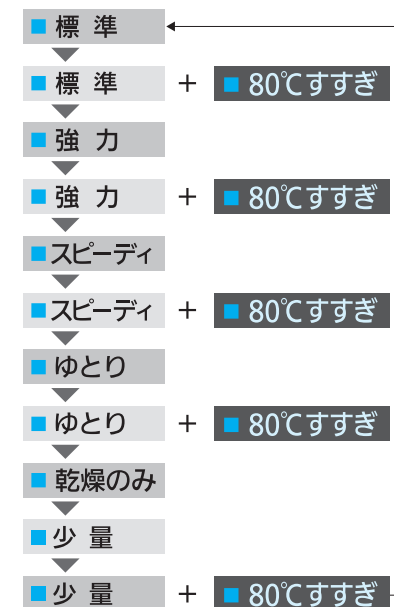 標 準
標 準 + 80℃すすぎ
強 力
強 力 + 80℃すすぎ
スピーディ
スピーディ + 80℃すすぎ
ゆとり
ゆとり + 80℃すすぎ
乾燥のみ
少 量
少 量 + 80℃すすぎ